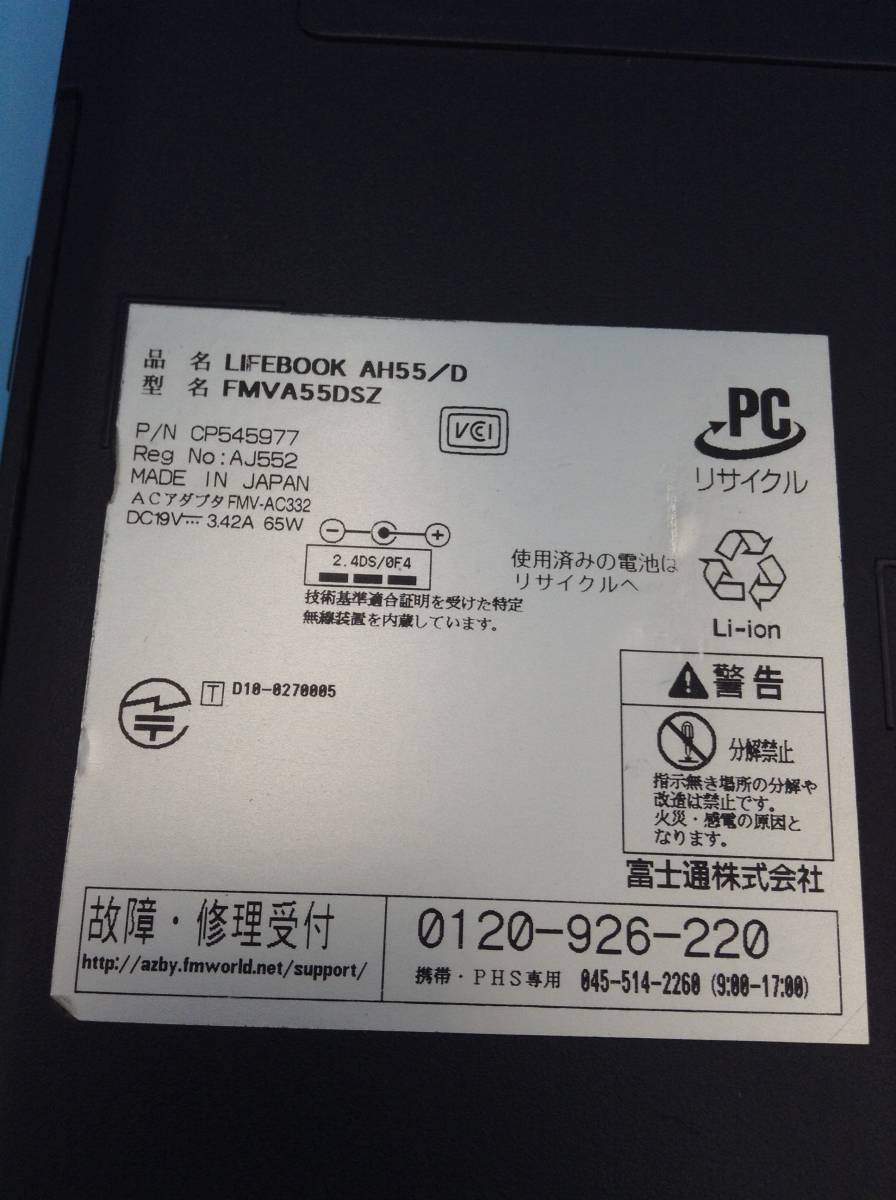 品 名 LIFEBOOK AH55/D
型 名 FMVA55DSZ
P/N CP545977
Reg No:AJ552
MADE IN JAPAN
ACアダプタ FMV-AC332
DC19V⎓ 3.42A 65W
VCCI
PC
リサイクル
2.4DS/0F4
技術基準適合証明を受けた特定
無線装置を内蔵しています。
使用済みの電池は
リサイクルへ
Li-ion
T D10-0270005
警告
分解禁止
指示無き場所の分解や
改造は禁止です。
火災・感電の原因と
なります。
富士通株式会社
故障・修理受付
http://azby.fmworld.net/support/
0120-926-220
携帯・PHS専用 045-514-2260 (9:00-17:00)